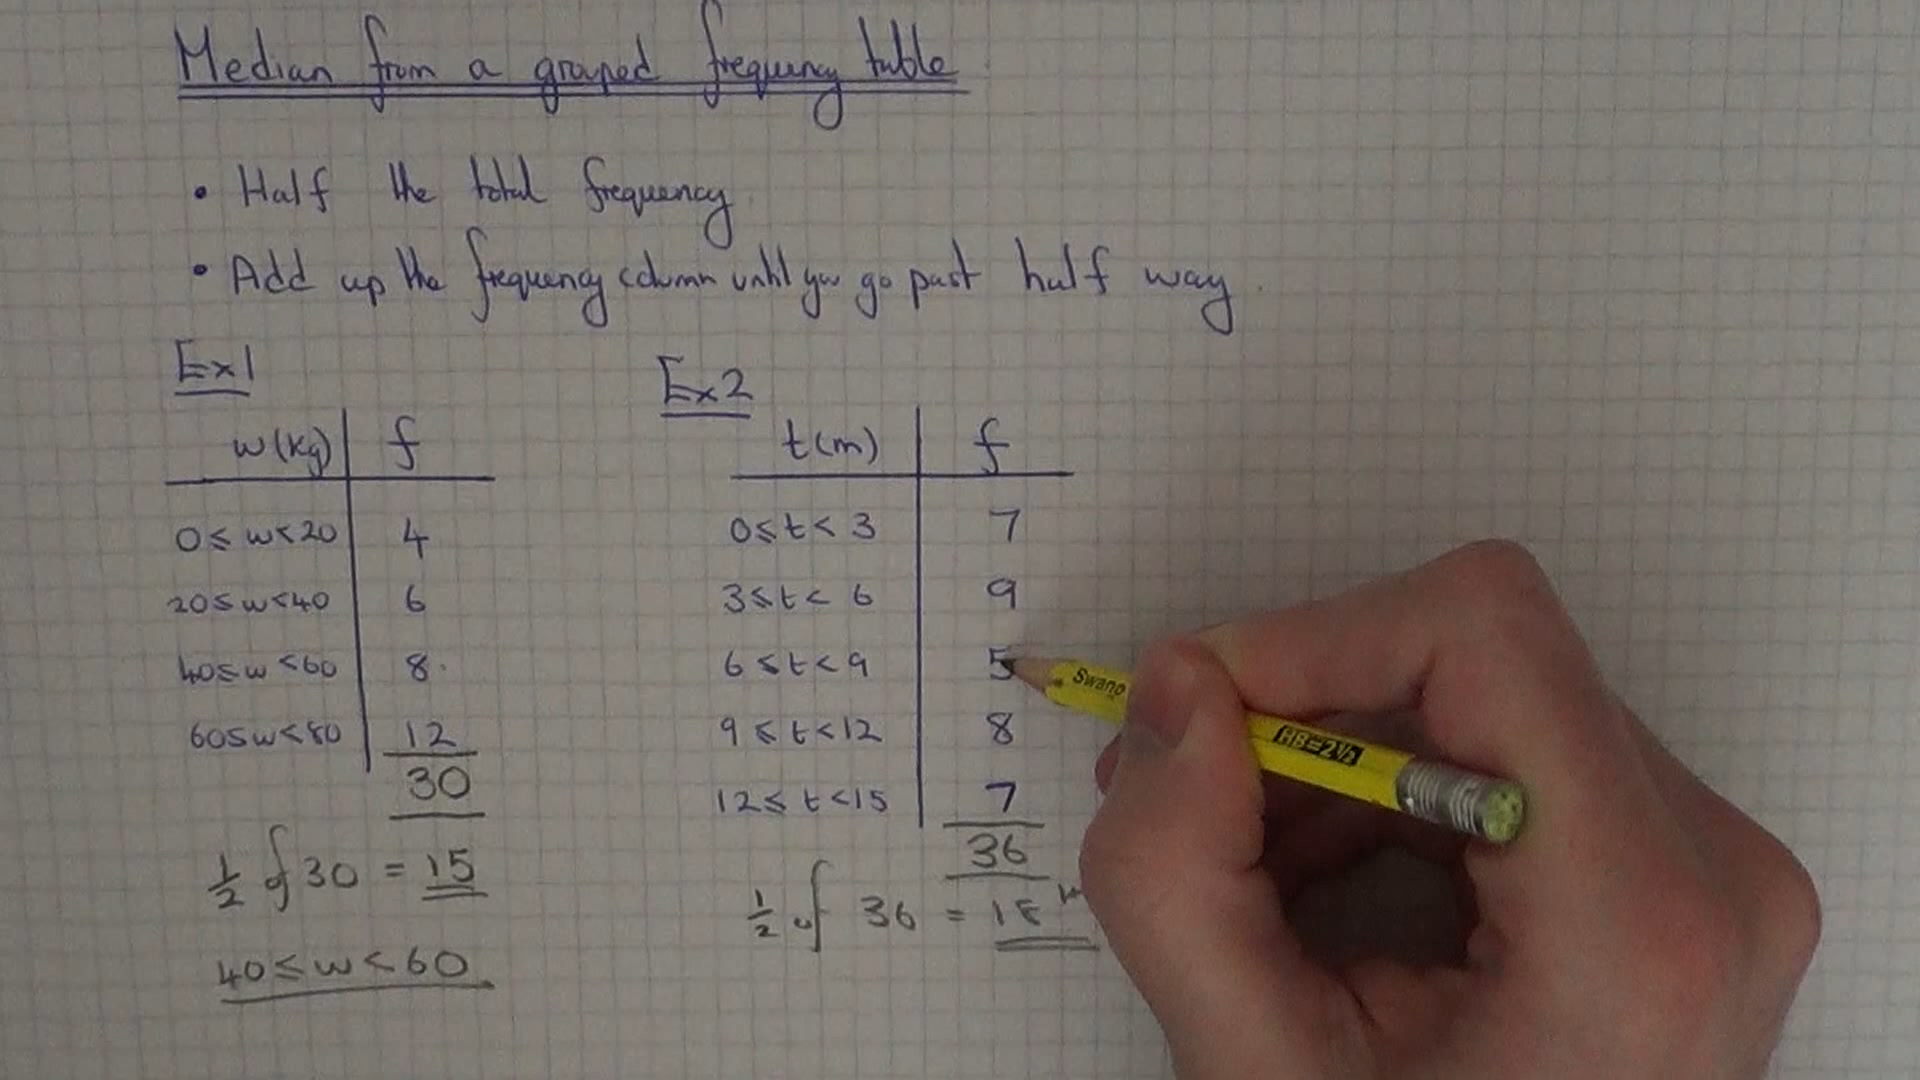 Median from a grouped frequency table
• Half the total frequency
• Add up the frequency column until you go past half way.
Ex1
w(kg) f
0≤w<20 4
20≤w<40 6
40≤w<60 8
60≤w<80 12
30
1/2 of 30 = 15
40≤w<60
Ex2
t(m) f
0≤t<3 7
3≤t<6 9
6≤t<9 5
9≤t<12 8
12≤t<15 7
36
1/2 of 36 = 18
Swano
HB=2 1/2